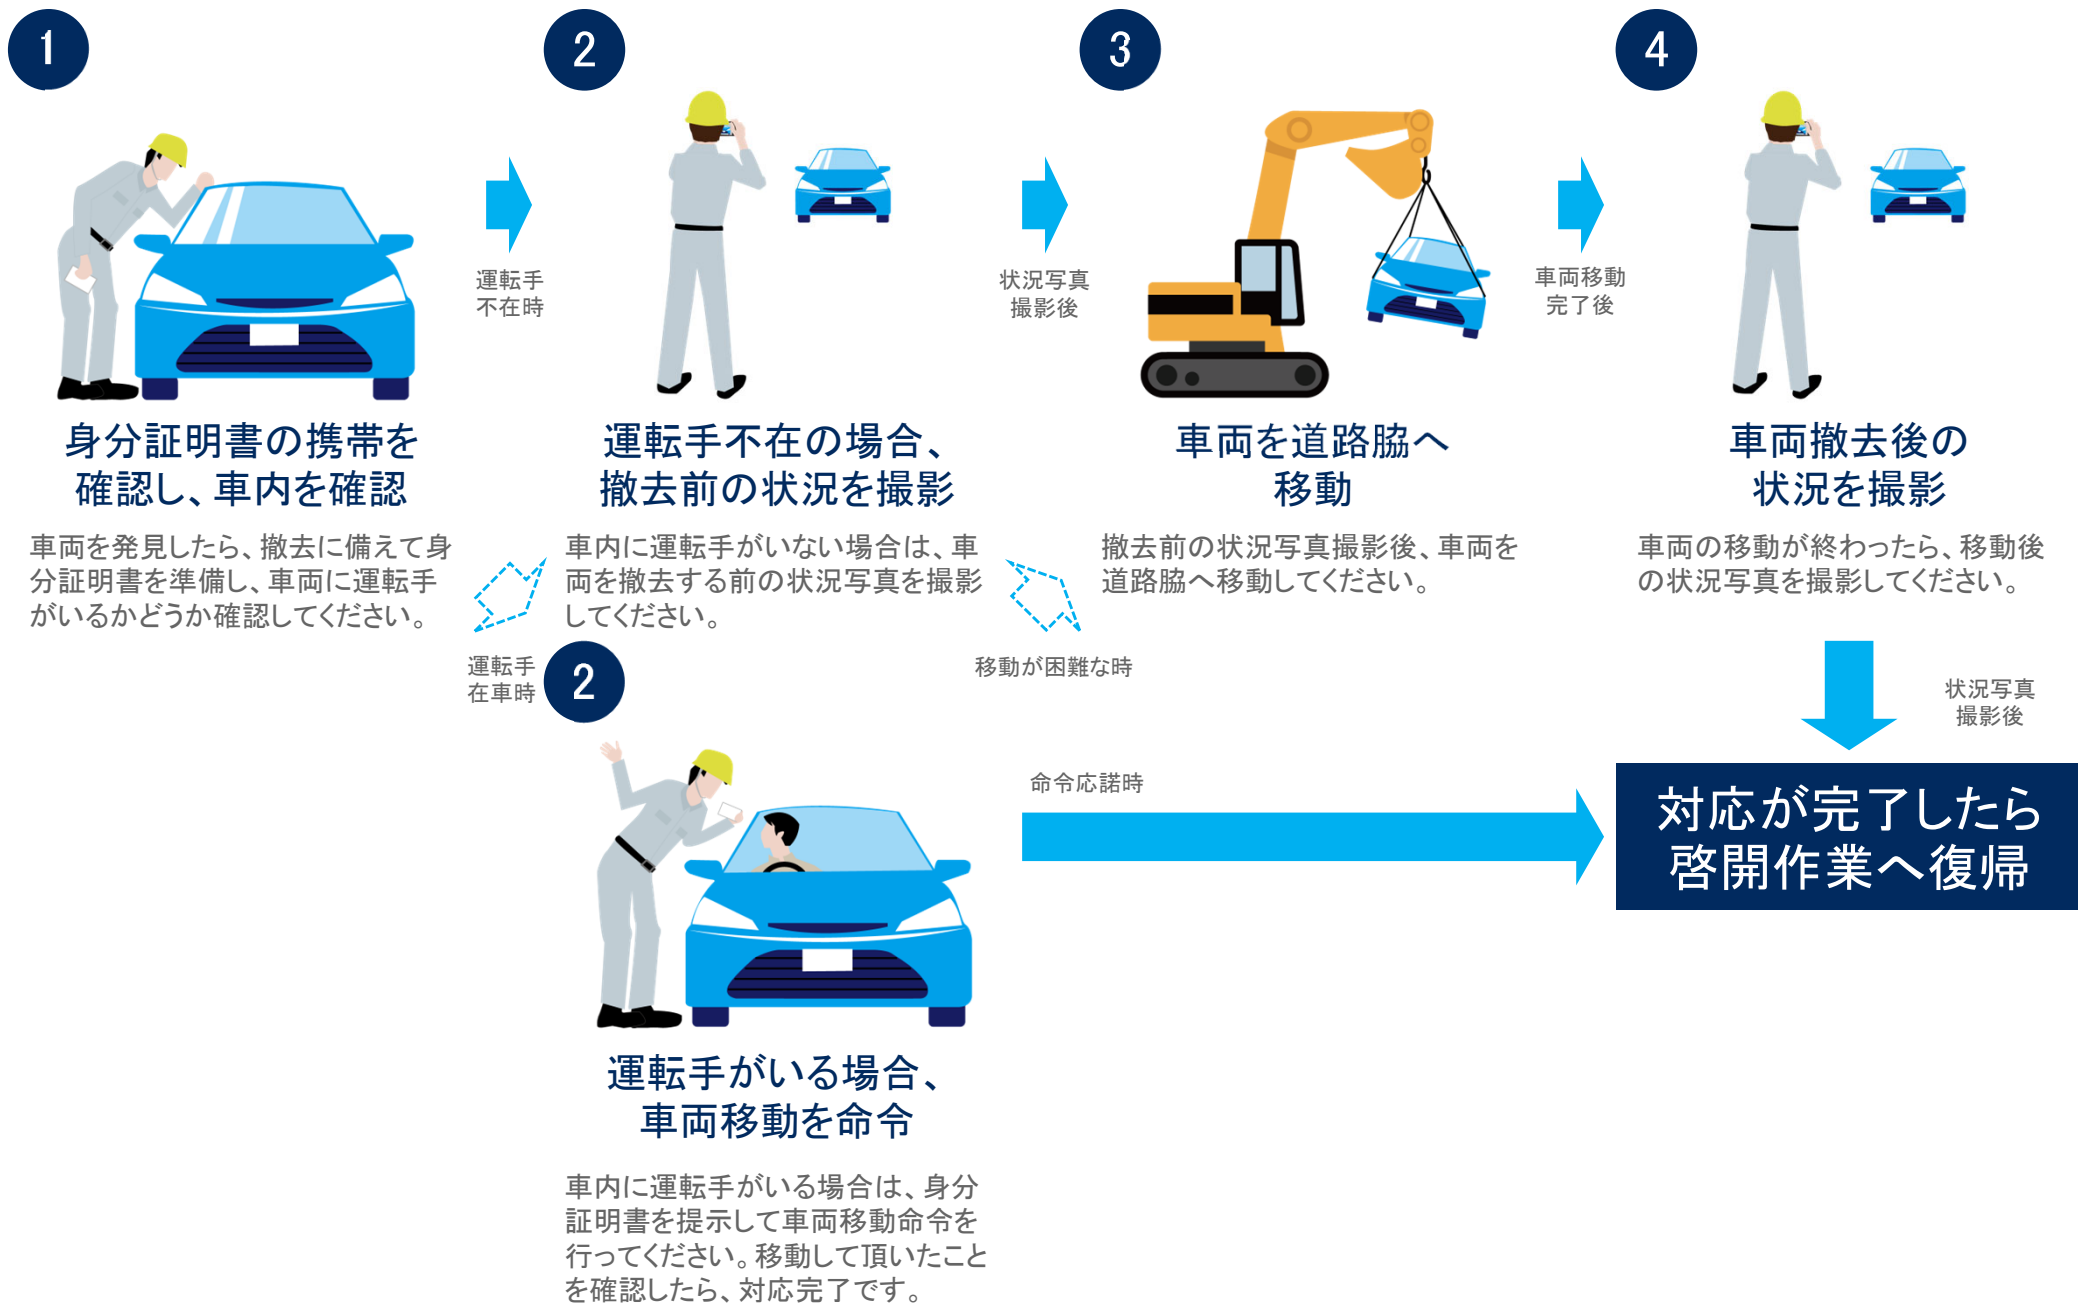 1
身分証明書の携帯を
確認し、車内を確認
車両を発見したら、撤去に備えて身
分証明書を準備し、車両に運転手
がいるかどうか確認してください。
運転手
不在時
2
運転手不在の場合、
撤去前の状況を撮影
車内に運転手がいない場合は、車
両を撤去する前の状況写真を撮影
してください。
状況写真
撮影後
3
車両を道路脇へ
移動
撤去前の状況写真撮影後、車両を
道路脇へ移動してください。
車両移動
完了後
4
車両撤去後の
状況を撮影
車両の移動が終わったら、移動後
の状況写真を撮影してください。
状況写真
撮影後
運転手
在車時
移動が困難な時
2
運転手がいる場合、
車両移動を命令
車内に運転手がいる場合は、身分
証明書を提示して車両移動命令を
行ってください。移動して頂いたこと
を確認したら、対応完了です。
命令応諾時
対応が完了したら
啓開作業へ復帰